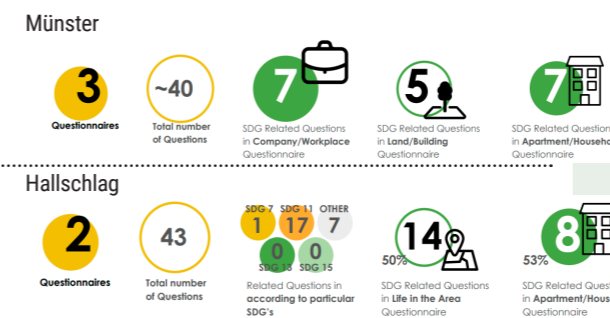 Münster
3
Questionnaires
~40
Total number
of Questions
7
SDG Related Questions
in Company/Workplace
Questionnaire
5
SDG Related Questions
in Land/Building
Questionnaire
7
SDG Related Question
in Apartment/Househo
Questionnaire
Hallschlag
2
Questionnaires
43
Total number
of Questions
SDG 7 SDG 11 OTHER
1 17 7
0 0
SDG 13 SDG 15
Related Questions in
according to particular
SDG's
14
50%
SDG Related Questions
in Life in the Area
Questionnaire
8
53%
SDG Related Quest
in Apartment/Hous
Questionnaire